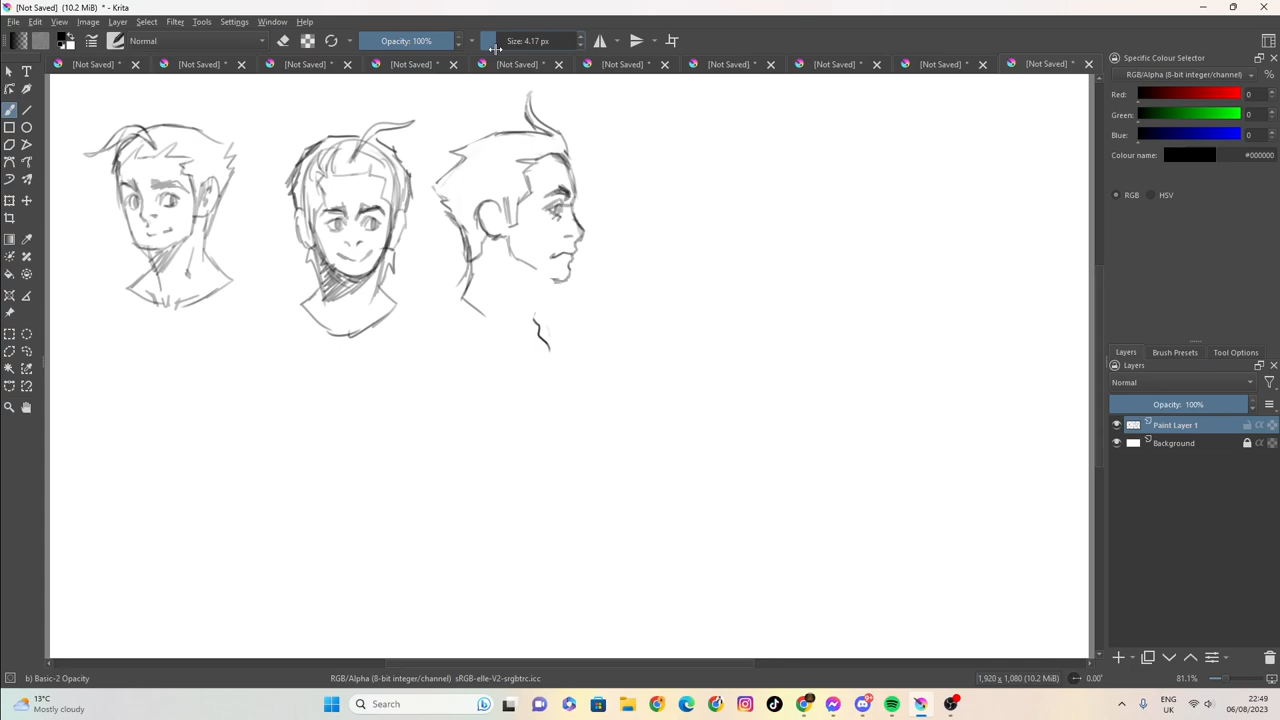 [Not Saved] (10.2 MiB) * - Krita
File Edit View Image Layer Select Filter Tools Settings Window Help
Normal Opacity: 100% Size: 4.17 px
[Not Saved] * [Not Saved] * [Not Saved] * [Not Saved] * [Not Saved] * [Not Saved] * [Not Saved] * [Not Saved] * [Not Saved] * [Not Saved] *
Specific Colour Selector
RGB/Alpha (8-bit integer/channel) %
Red: 0
Green: 0
Blue: 0
Colour name: #000000
RGB HSV
Layers Brush Presets Tool Options
Layers
Normal
Opacity: 100%
Paint Layer 1
Background
b) Basic-2 Opacity RGB/Alpha (8-bit integer/channel) sRGB-elle-V2-srgbtrc.icc 1,920 x 1,080 (10.2 MiB) 0.00° 81.1%
13°C
Mostly cloudy
Search
ENG
UK
22:49
06/08/2023